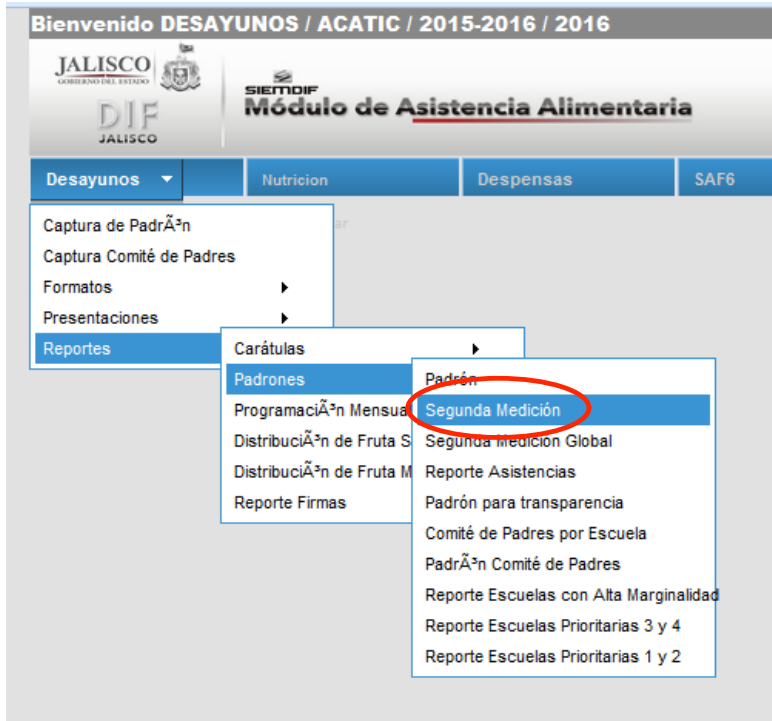 Bienvenido DESAYUNOS / ACATIC / 2015-2016 / 2016
JALISCO
GOBIERNO DEL ESTADO
DIF
JALISCO
SIEMDIF
Módulo de Asistencia Alimentaria
Desayunos
Nutricion
Despensas
SAF6
ar
Captura de PadrÃ³n
Captura Comité de Padres
Formatos
Presentaciones
Reportes
Carátulas
Padrones
ProgramaciÃ³n Mensual
DistribuciÃ³n de Fruta S
DistribuciÃ³n de Fruta M
Reporte Firmas
Padrón
Segunda Medición
Segunda Medición Global
Reporte Asistencias
Padrón para transparencia
Comité de Padres por Escuela
PadrÃ³n Comité de Padres
Reporte Escuelas con Alta Marginalidad
Reporte Escuelas Prioritarias 3 y 4
Reporte Escuelas Prioritarias 1 y 2